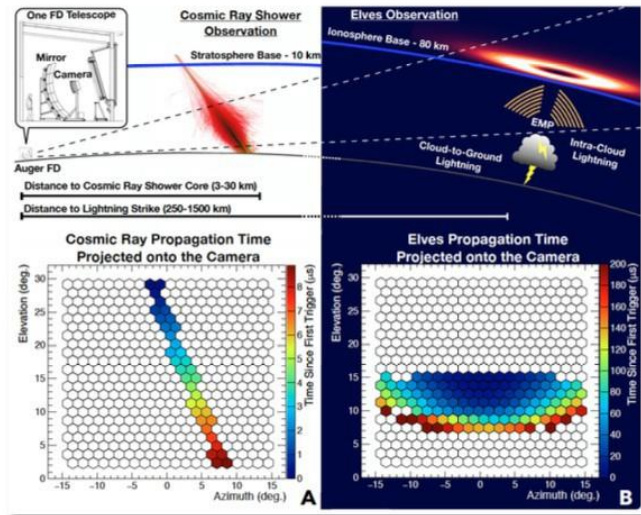 One FD Telescope
Mirror
Camera
Auger FD
Cosmic Ray Shower
Observation
Stratosphere Base - 10 km
Distance to Cosmic Ray Shower Core (3-30 km)
Distance to Lightning Strike (250-1500 km)
Elves Observation
Ionosphere Base - 80 km
EMP
Cloud-to-Ground
Lightning
Intra-Cloud
Lightning
Cosmic Ray Propagation Time
Projected onto the Camera
Elevation (deg.)
30
25
20
15
10
5
0
-15
-10
-5
0
5
10
15
Azimuth (deg.)
8
7
6
5
4
3
2
1
0
Time Since First Trigger (µs)
A
Elves Propagation Time
Projected onto the Camera
Elevation (deg.)
30
25
20
15
10
5
0
-15
-10
-5
0
5
10
15
Azimuth (deg.)
200
180
160
140
120
100
80
60
40
20
0
Time Since First Trigger (µs)
B